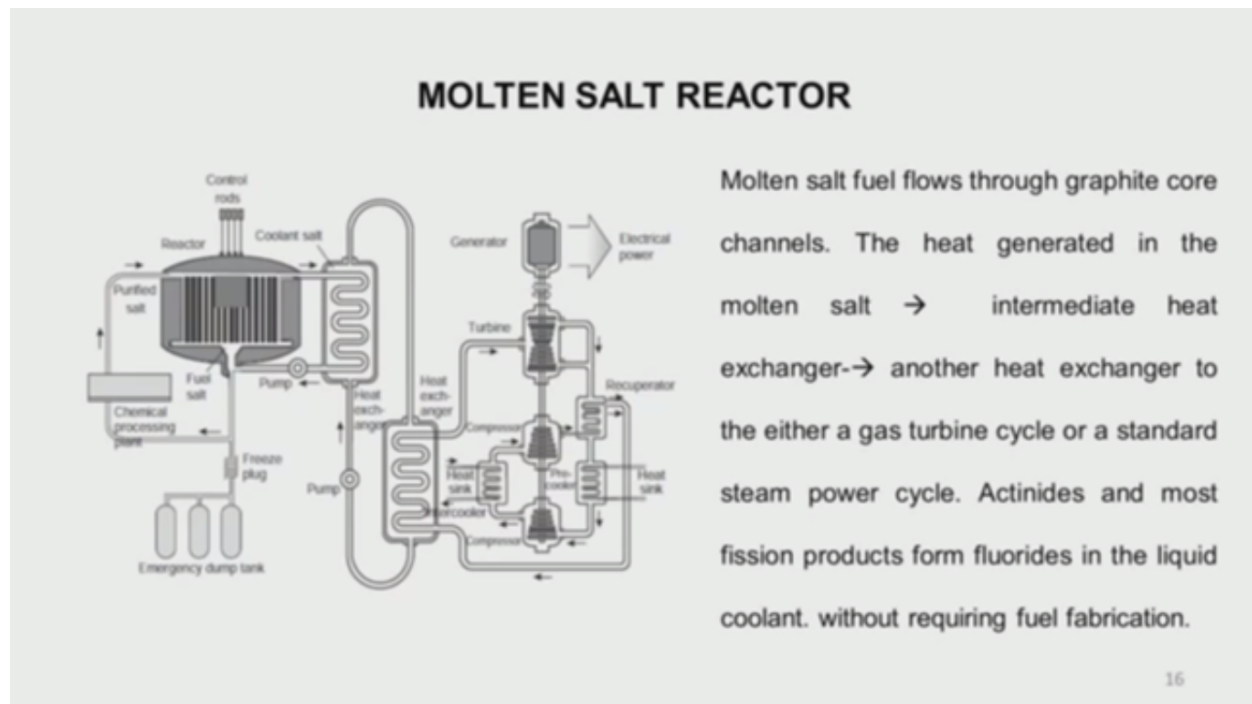 MOLTEN SALT REACTOR
Control
rods
Reactor
Coolant salt
Purified
salt
Fuel
salt
Pump
Chemical
processing
plant
Freeze
plug
Emergency dump tank
Heat
exch-
anger
Pump
Heat
exch-
anger
Generator
Electrical
power
Turbine
Recuperator
Compressor
Heat
sink
Pre-
cooler
Heat
sink
Intercooler
Compressor
Molten salt fuel flows through graphite core
channels. The heat generated in the
molten salt → intermediate heat
exchanger-→ another heat exchanger to
the either a gas turbine cycle or a standard
steam power cycle. Actinides and most
fission products form fluorides in the liquid
coolant. without requiring fuel fabrication.
16